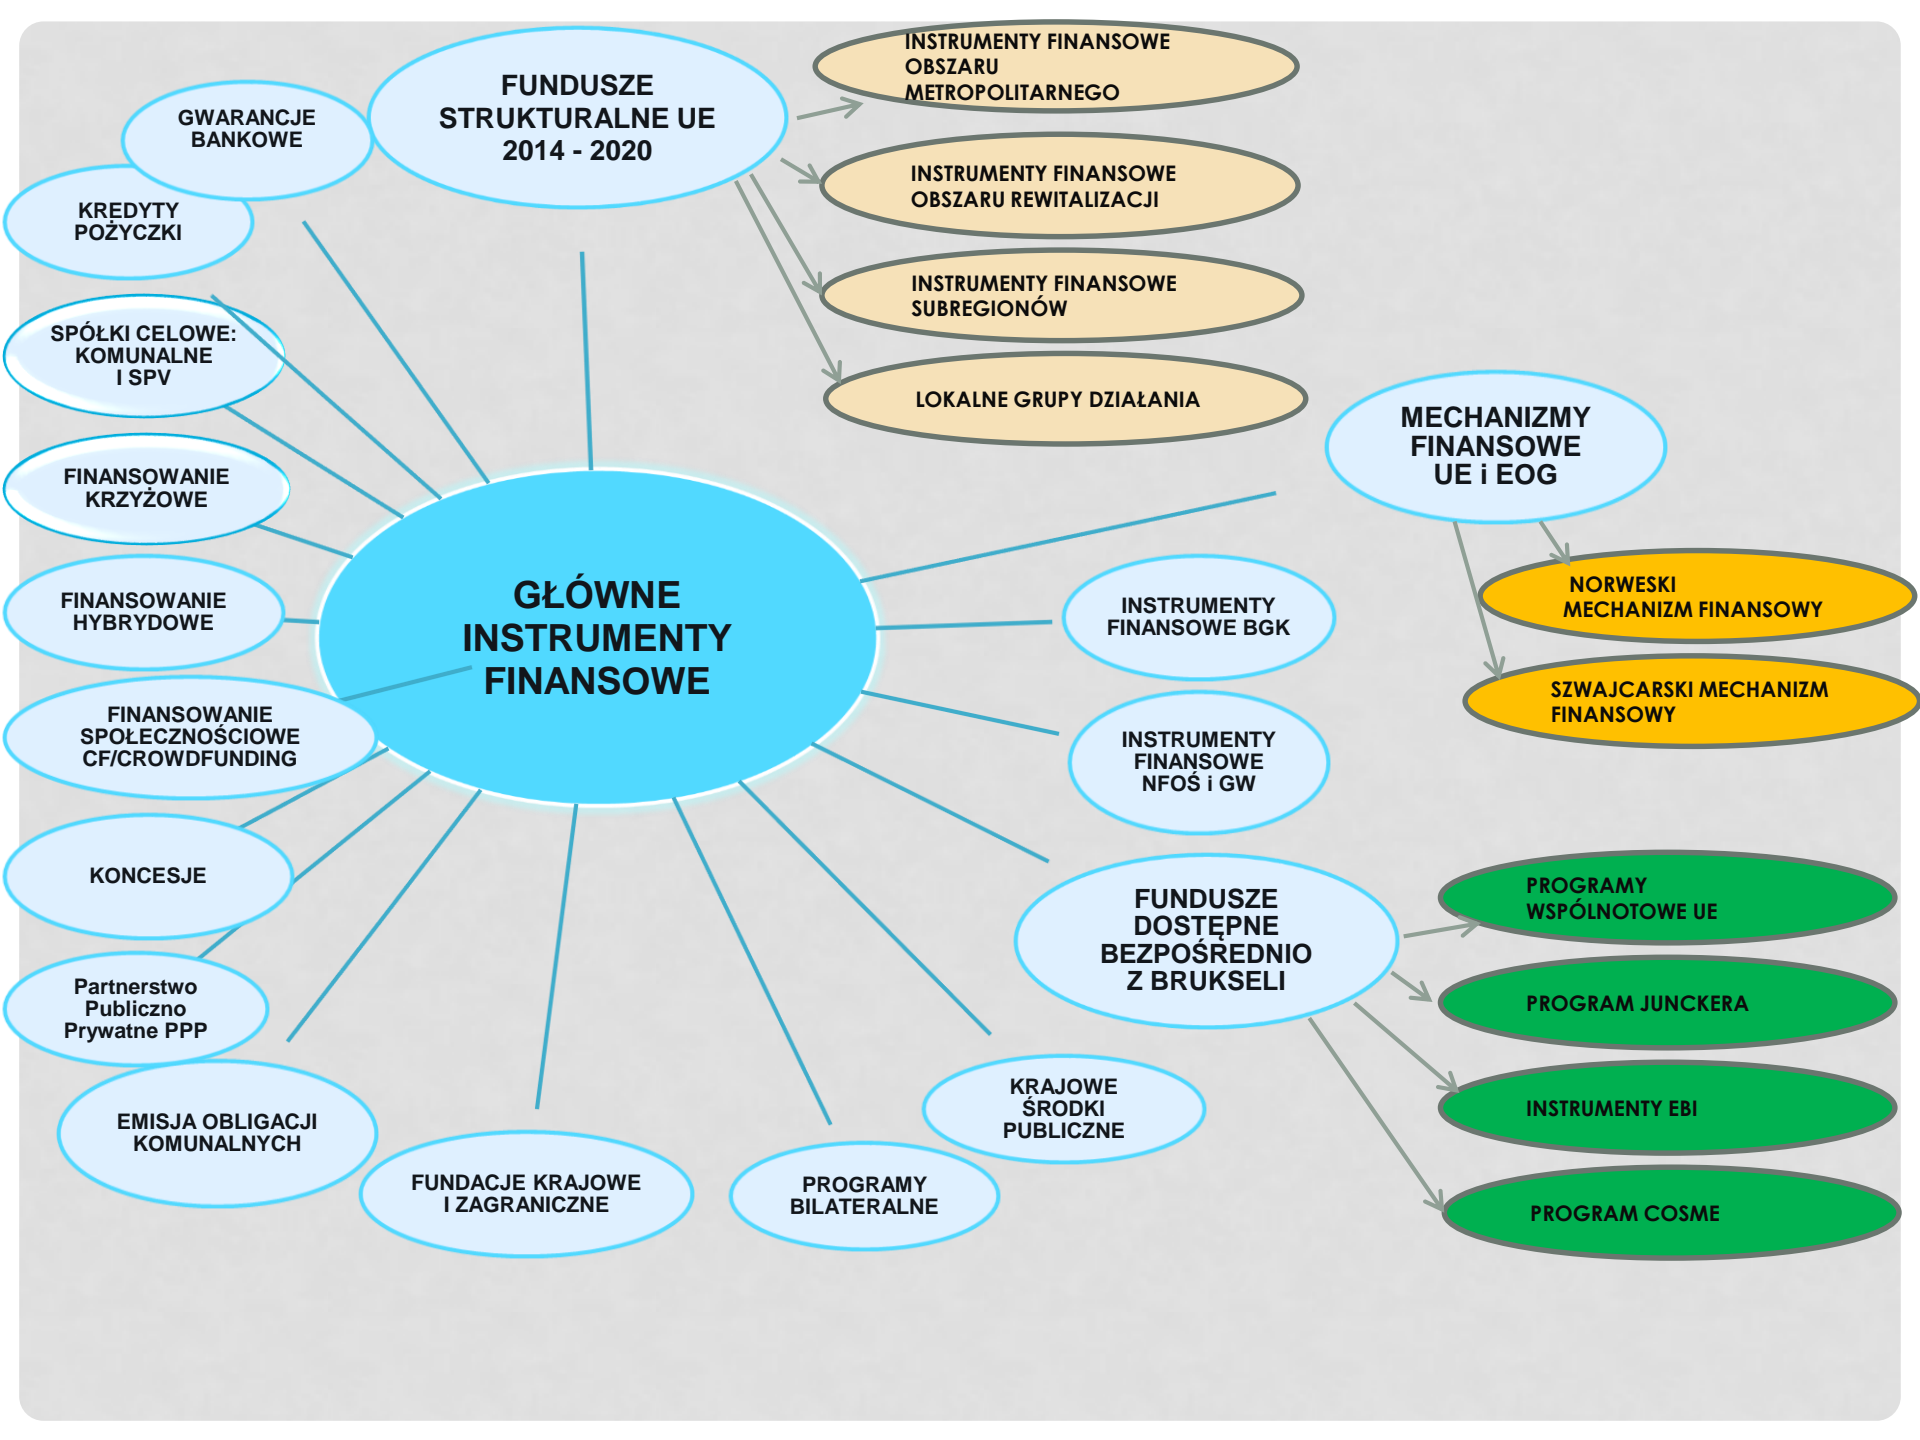 FUNDUSZE
STRUKTURALNE UE
2014 - 2020
INSTRUMENTY FINANSOWE
OBSZARU
METROPOLITARNEGO
INSTRUMENTY FINANSOWE
OBSZARU REWITALIZACJI
INSTRUMENTY FINANSOWE
SUBREGIONÓW
LOKALNE GRUPY DZIAŁANIA
GWARANCJE
BANKOWE
KREDYTY
POŻYCZKI
SPÓŁKI CELOWE:
KOMUNALNE
I SPV
FINANSOWANIE
KRZYŻOWE
FINANSOWANIE
HYBRYDOWE
FINANSOWANIE
SPOŁECZNOŚCIOWE
CF/CROWDFUNDING
KONCESJE
Partnerstwo
Publiczno
Prywatne PPP
EMISJA OBLIGACJI
KOMUNALNYCH
GŁÓWNE
INSTRUMENTY
FINANSOWE
FUNDACJE KRAJOWE
I ZAGRANICZNE
PROGRAMY
BILATERALNE
KRAJOWE
ŚRODKI
PUBLICZNE
MECHANIZMY
FINANSOWE
UE i EOG
NORWESKI
MECHANIZM FINANSOWY
SZWAJCARSKI MECHANIZM
FINANSOWY
INSTRUMENTY
FINANSOWE BGK
INSTRUMENTY
FINANSOWE
NFOŚ i GW
FUNDUSZE
DOSTĘPNE
BEZPOŚREDNIO
Z BRUKSELI
PROGRAMY
WSPÓLNOTOWE UE
PROGRAM JUNCKERA
INSTRUMENTY EBI
PROGRAM COSME